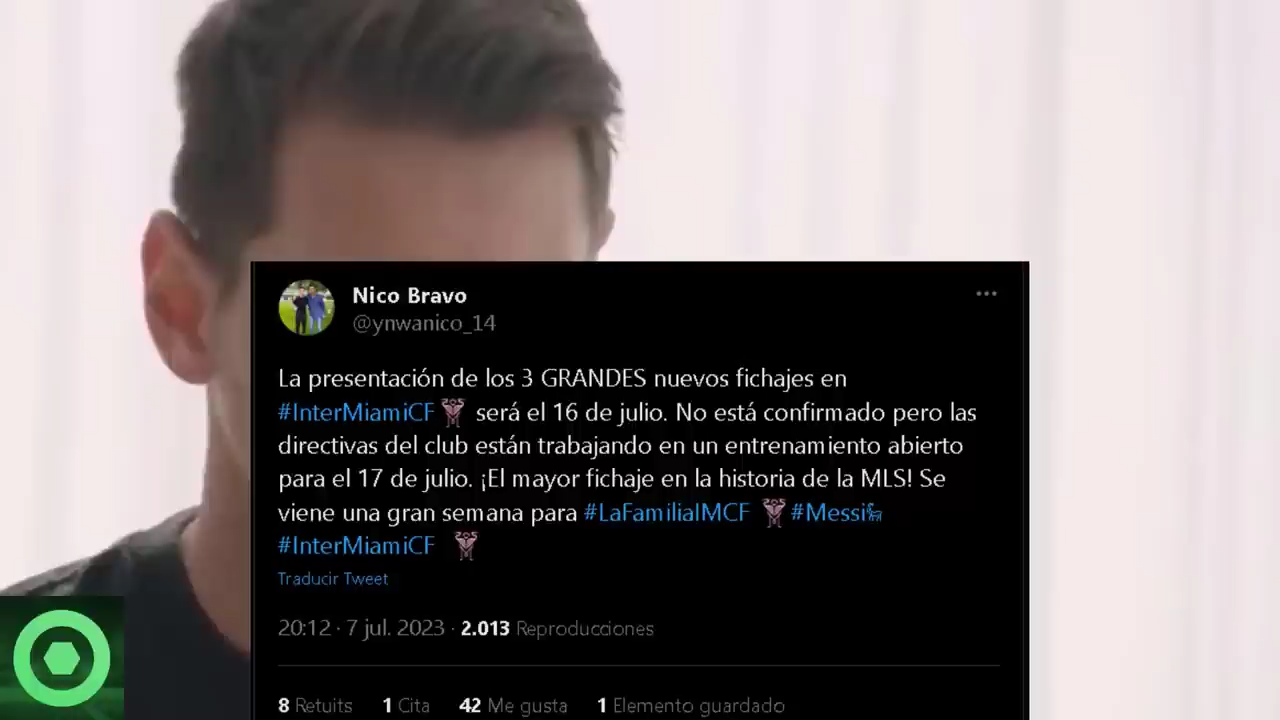 Nico Bravo
@ynwanico_14
La presentación de los 3 GRANDES nuevos fichajes en
#InterMiamiCF será el 16 de julio. No está confirmado pero las
directivas del club están trabajando en un entrenamiento abierto
para el 17 de julio. ¡El mayor fichaje en la historia de la MLS! Se
viene una gran semana para #LaFamiliaIMCF #Messi
#InterMiamiCF
Traducir Tweet
20:12 · 7 jul. 2023 · 2.013 Reproducciones
8 Retuits 1 Cita 42 Me gusta 1 Elemento guardado